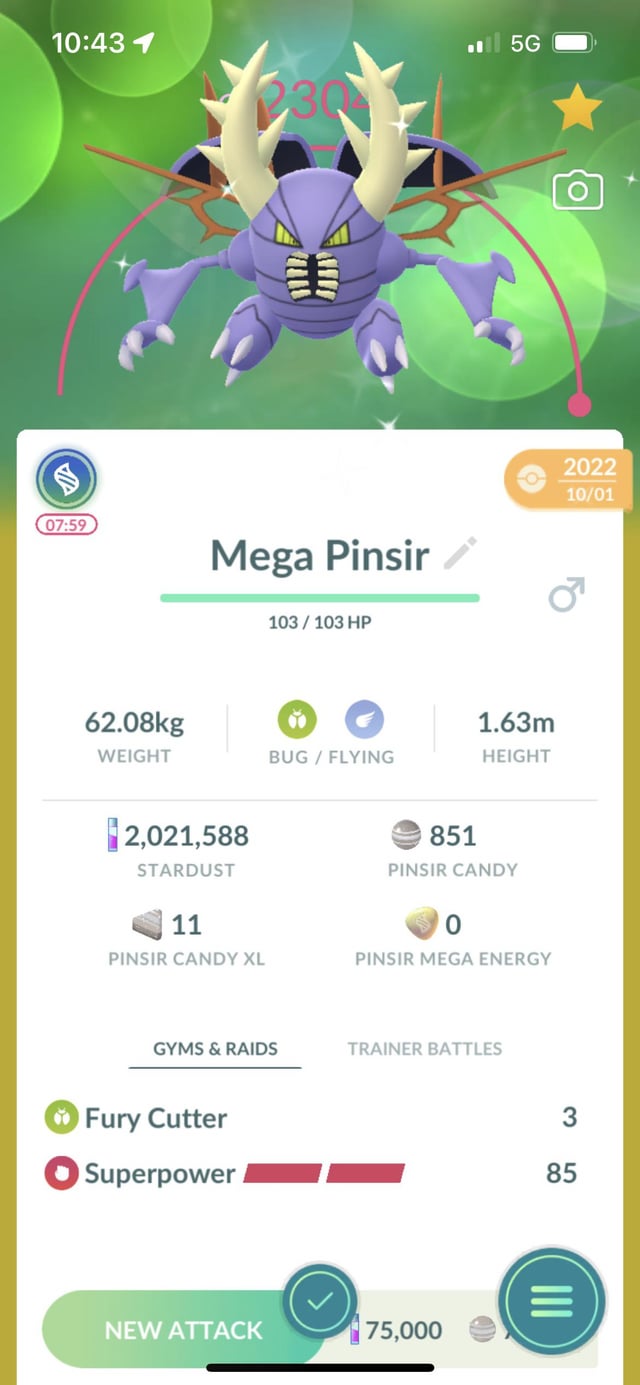 10:43
5G
2304
2022
10/01
07:59
Mega Pinsir
103 / 103 HP
62.08kg
WEIGHT
BUG / FLYING
1.63m
HEIGHT
2,021,588
STARDUST
851
PINSIR CANDY
11
PINSIR CANDY XL
0
PINSIR MEGA ENERGY
GYMS & RAIDS
TRAINER BATTLES
Fury Cutter
3
Superpower
85
NEW ATTACK
75,000